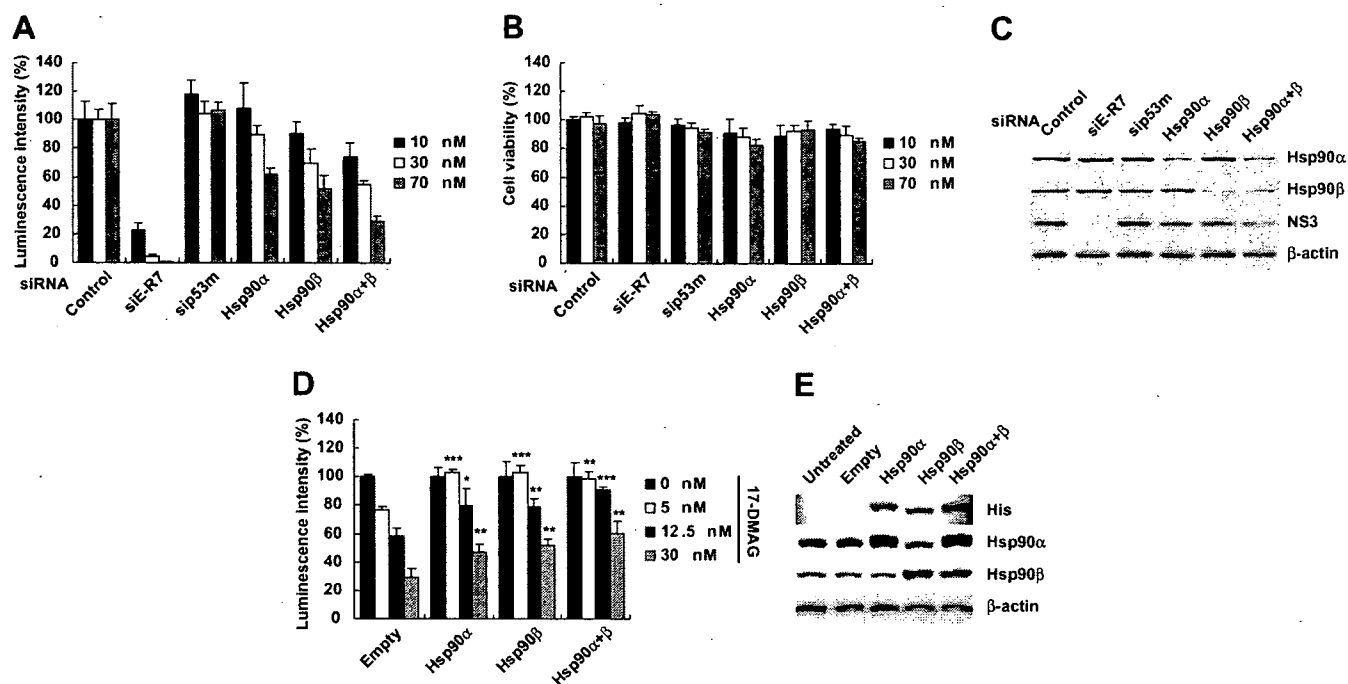 A
Luminescence intensity (%)
140
120
100
80
60
40
20
0
10 nM
30 nM
70 nM
siRNA
Control
siE-R7
sip53m
Hsp90α
Hsp90β
Hsp90α+β
B
Cell viability (%)
140
120
100
80
60
40
20
0
10 nM
30 nM
70 nM
siRNA
Control
siE-R7
sip53m
Hsp90α
Hsp90β
Hsp90α+β
C
siRNA
Control
siE-R7
sip53m
Hsp90α
Hsp90β
Hsp90α+β
Hsp90α
Hsp90β
NS3
β-actin
D
Luminescence intensity (%)
140
120
100
80
60
40
20
0
***
*
**
***
**
**
**
***
**
0 nM
5 nM
12.5 nM
30 nM
17-DMAG
Empty
Hsp90α
Hsp90β
Hsp90α+β
E
Untreated
Empty
Hsp90α
Hsp90β
Hsp90α+β
His
Hsp90α
Hsp90β
β-actin